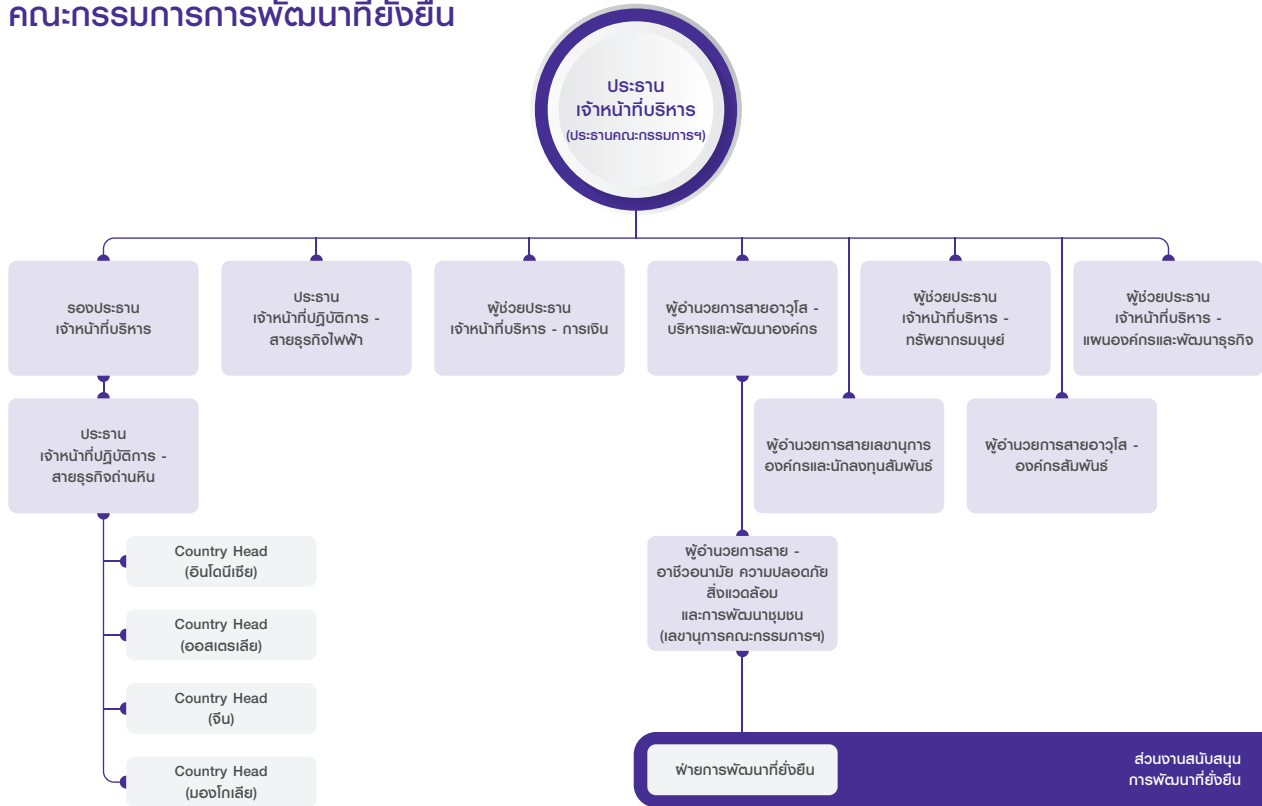 คณะกรรมการการพัฒนาที่ยั่งยืน
ประธาน
เจ้าหน้าที่บริหาร
(ประธานคณะกรรมการฯ)
รองประธาน
เจ้าหน้าที่บริหาร
ประธาน
เจ้าหน้าที่ปฏิบัติการ -
สายธุรกิจไฟฟ้า
ผู้ช่วยประธาน
เจ้าหน้าที่บริหาร - การเงิน
ผู้อำนวยการสายอาวุโส -
บริหารและพัฒนาองค์กร
ผู้ช่วยประธาน
เจ้าหน้าที่บริหาร -
ทรัพยากรมนุษย์
ผู้ช่วยประธาน
เจ้าหน้าที่บริหาร -
แผนองค์กรและพัฒนาธุรกิจ
ประธาน
เจ้าหน้าที่ปฏิบัติการ -
สายธุรกิจถ่านหิน
ผู้อำนวยการสายเลขานุการ
องค์กรและนักลงทุนสัมพันธ์
ผู้อำนวยการสายอาวุโส -
องค์กรสัมพันธ์
Country Head
(อินโดนีเซีย)
Country Head
(ออสเตรเลีย)
Country Head
(จีน)
Country Head
(มองโกเลีย)
ผู้อำนวยการสาย -
อาชีวอนามัย ความปลอดภัย
สิ่งแวดล้อม
และการพัฒนาชุมชน
(เลขานุการคณะกรรมการฯ)
ฝ่ายการพัฒนาที่ยั่งยืน
ส่วนงานสนับสนุน
การพัฒนาที่ยั่งยืน